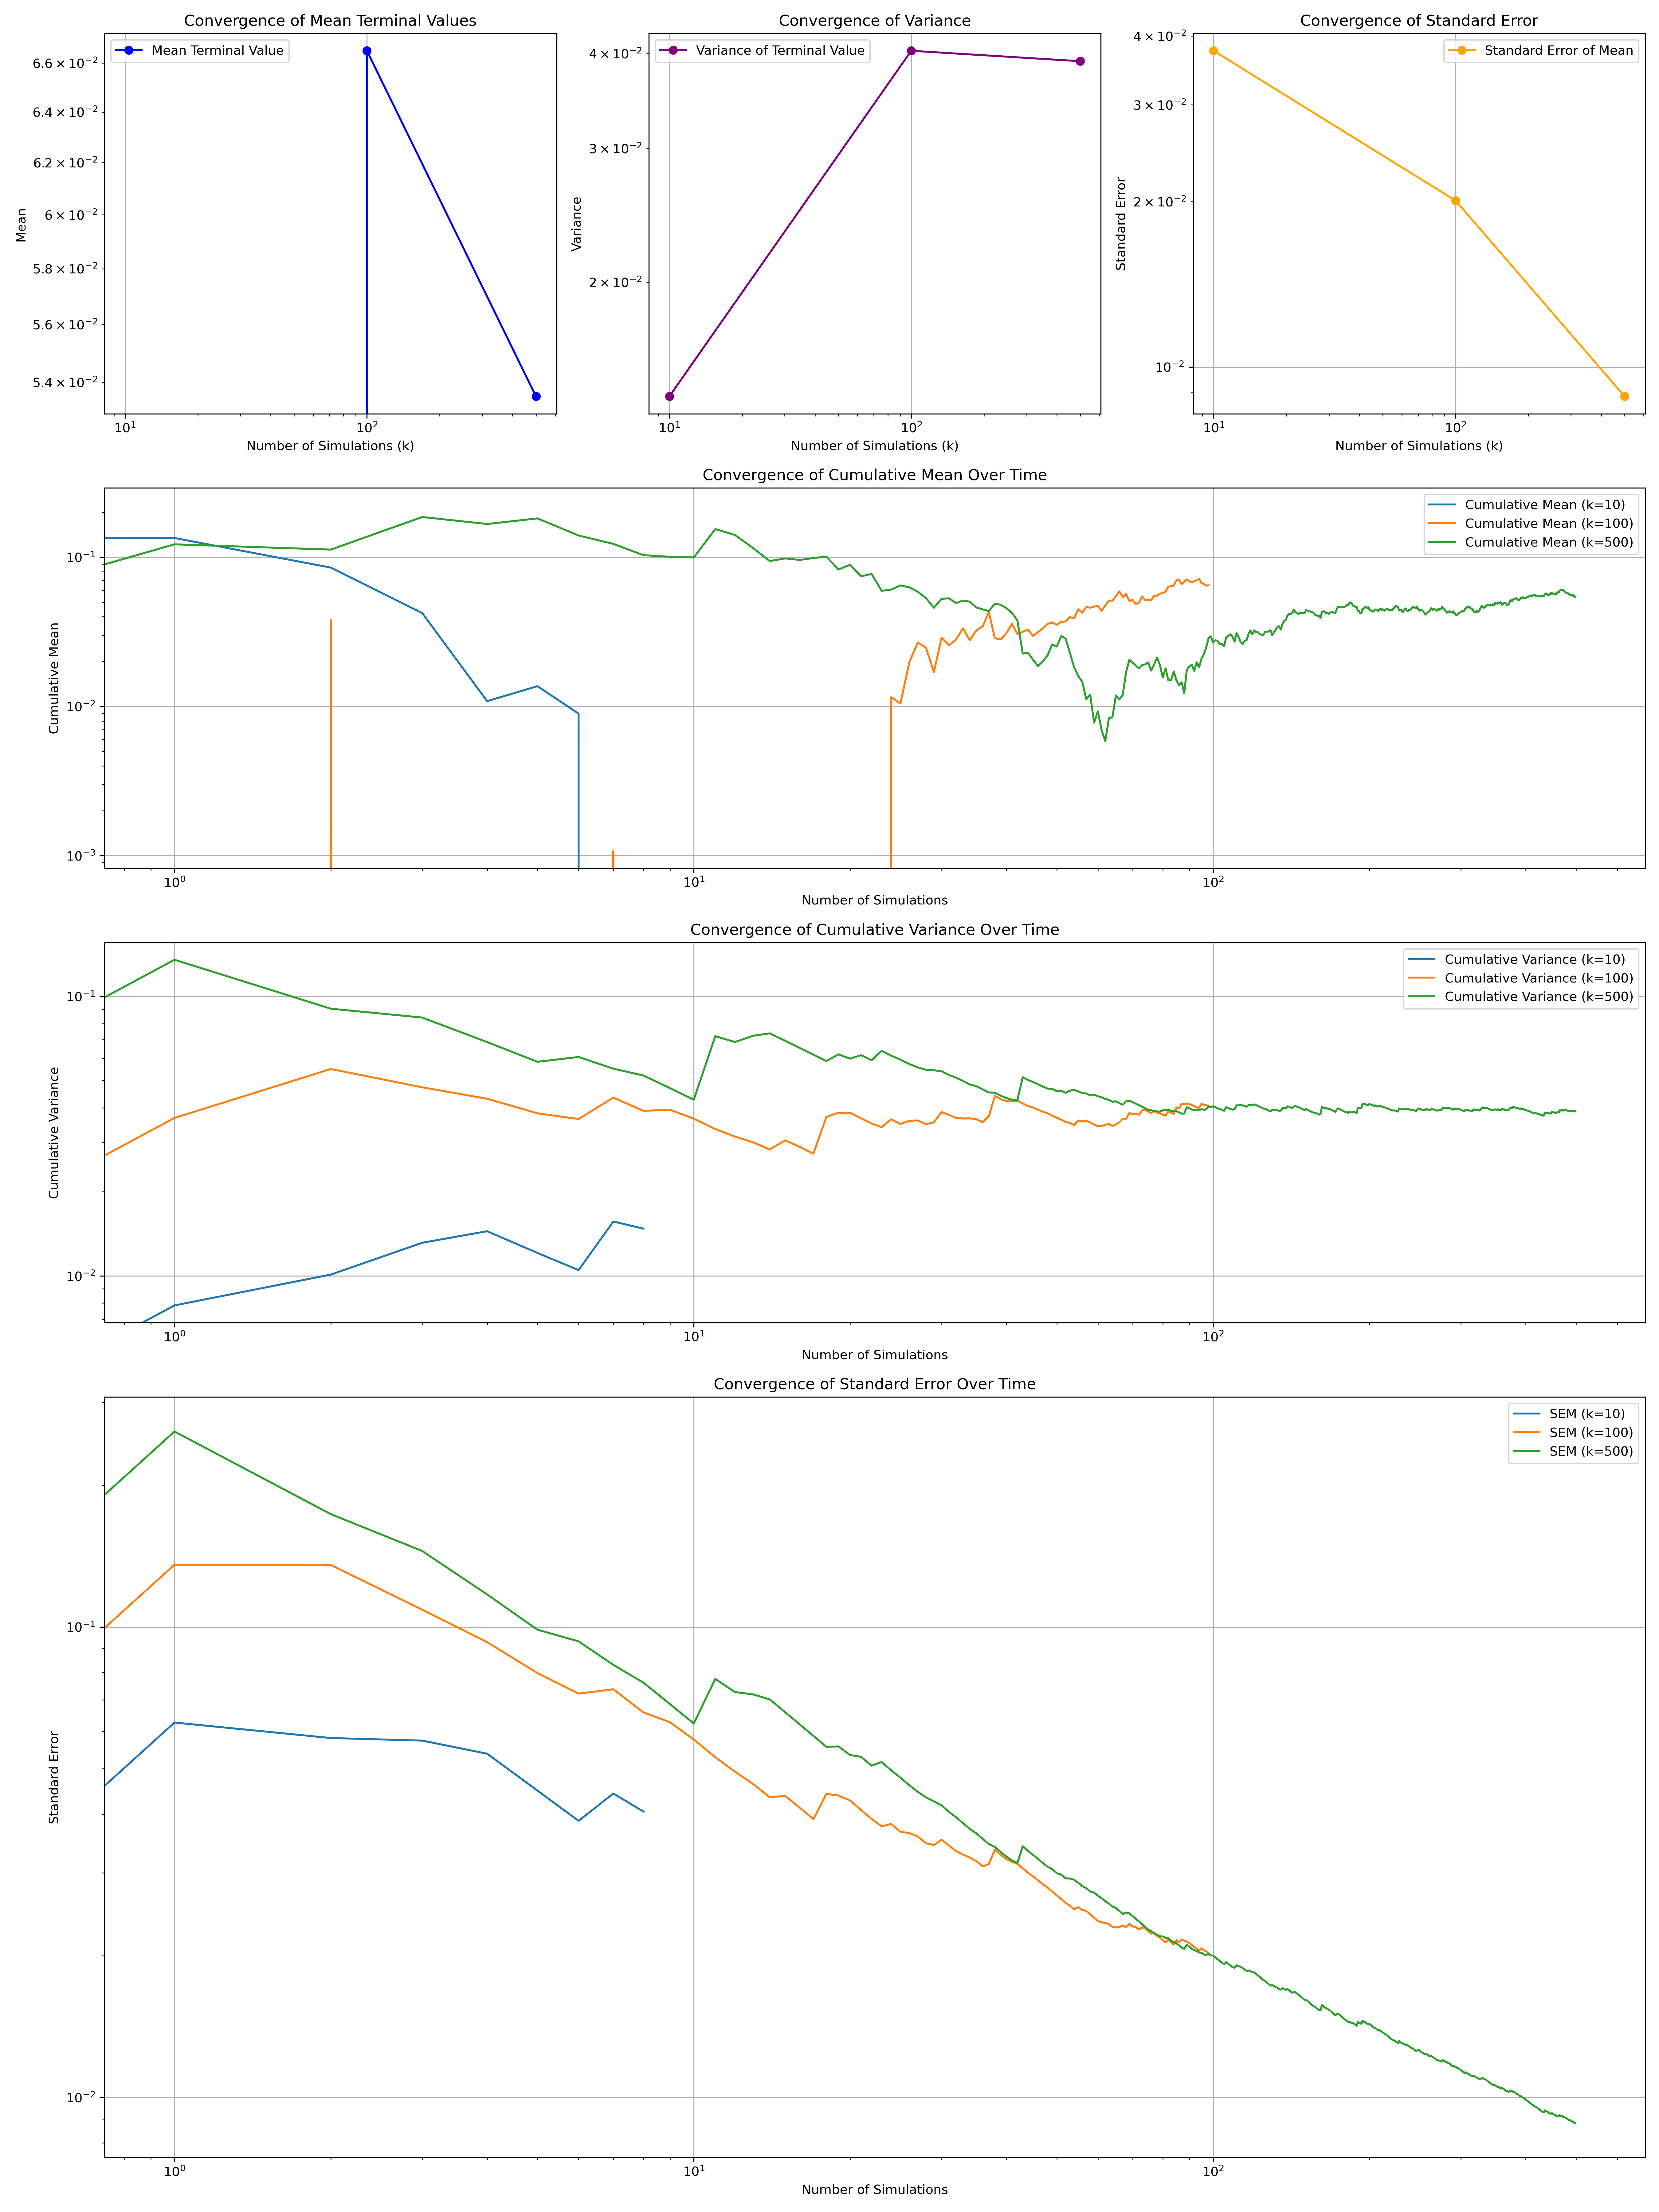 Convergence of Mean Terminal Values
Mean Terminal Value
6.6 × 10⁻²
6.4 × 10⁻²
6.2 × 10⁻²
6 × 10⁻²
5.8 × 10⁻²
5.6 × 10⁻²
5.4 × 10⁻²
Mean
10¹
10²
Number of Simulations (k)
Convergence of Variance
Variance of Terminal Value
4 × 10⁻²
3 × 10⁻²
2 × 10⁻²
Variance
10¹
10²
Number of Simulations (k)
Convergence of Standard Error
Standard Error of Mean
4 × 10⁻²
3 × 10⁻²
2 × 10⁻²
10⁻²
Standard Error
10¹
10²
Number of Simulations (k)
Convergence of Cumulative Mean Over Time
Cumulative Mean (k=10)
Cumulative Mean (k=100)
Cumulative Mean (k=500)
10⁻¹
10⁻²
10⁻³
Cumulative Mean
10⁰
10¹
10²
Number of Simulations
Convergence of Cumulative Variance Over Time
Cumulative Variance (k=10)
Cumulative Variance (k=100)
Cumulative Variance (k=500)
10⁻¹
10⁻²
Cumulative Variance
10⁰
10¹
10²
Number of Simulations
Convergence of Standard Error Over Time
SEM (k=10)
SEM (k=100)
SEM (k=500)
10⁻¹
10⁻²
Standard Error
10⁰
10¹
10²
Number of Simulations